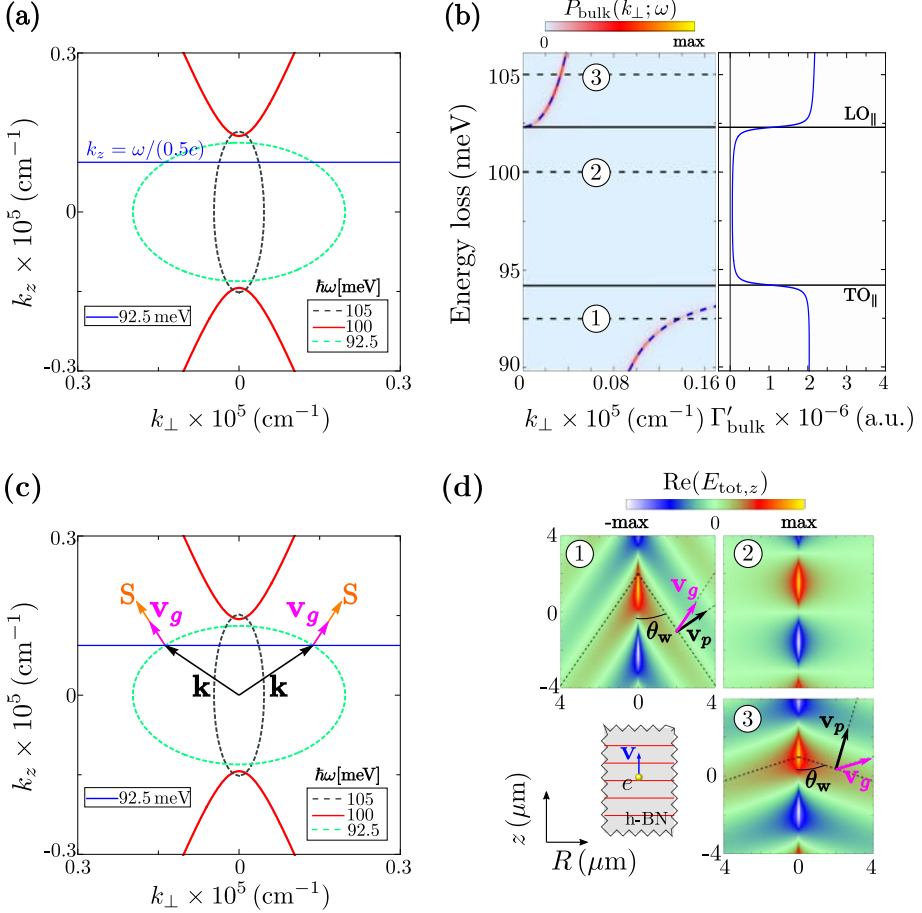 (a)
0.3
0
-0.3
k_z × 10^5 (cm^−1)
k_z = ω/(0.5c)
92.5 meV
ħω[meV]
105
100
92.5
-0.3
0
0.3
k_⊥ × 10^5 (cm^−1)
(b)
P_bulk(k_⊥; ω)
0
max
105
100
95
90
Energy loss (meV)
3
2
1
LO_∥
TO_∥
0
0.08
0.16
0
1
2
3
4
k_⊥ × 10^5 (cm^−1)
Γ′_bulk × 10^−6 (a.u.)
(c)
0.3
0
-0.3
k_z × 10^5 (cm^−1)
S
S
v_g
v_g
k
k
92.5 meV
ħω[meV]
105
100
92.5
-0.3
0
0.3
k_⊥ × 10^5 (cm^−1)
(d)
Re(E_tot,z)
-max
0
max
1
4
0
-4
v_g
v_p
θ_w
4
0
4
2
3
4
0
-4
v_p
v_g
θ_w
4
0
4
v
e
h-BN
z (μm)
R (μm)